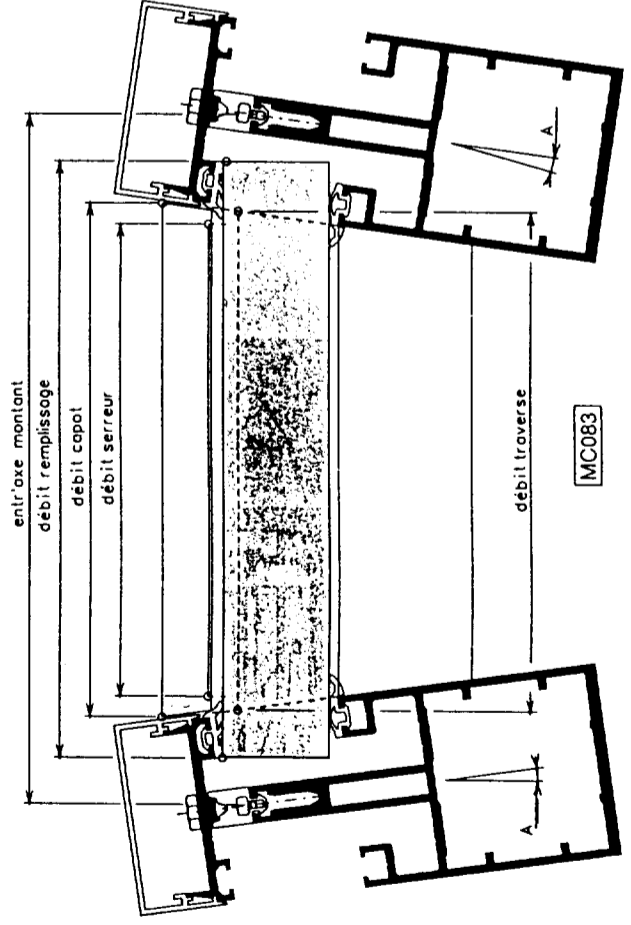 entr'axe montant
débit remplissage
débit capot
débit serreur
A
débit traverse
MC083
A